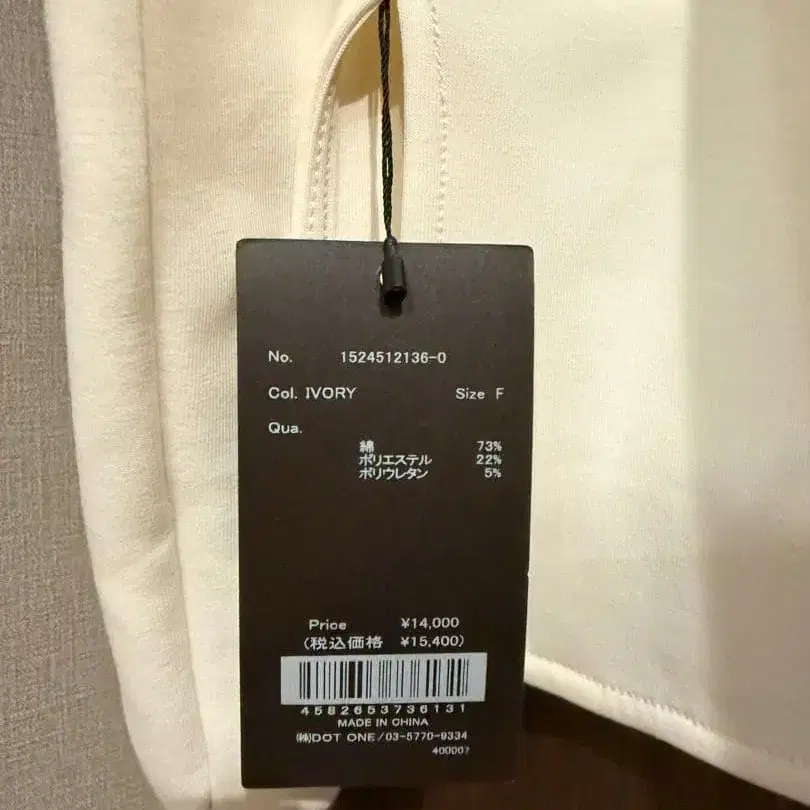 No. 1524512136-0
Col. IVORY Size F
Qua.
綿 73%
ポリエステル 22%
ポリウレタン 5%
Price ¥14,000
(税込価格 ¥15,400)
4582653736131
MADE IN CHINA
㈱DOT ONE/03-5770-9334
400007